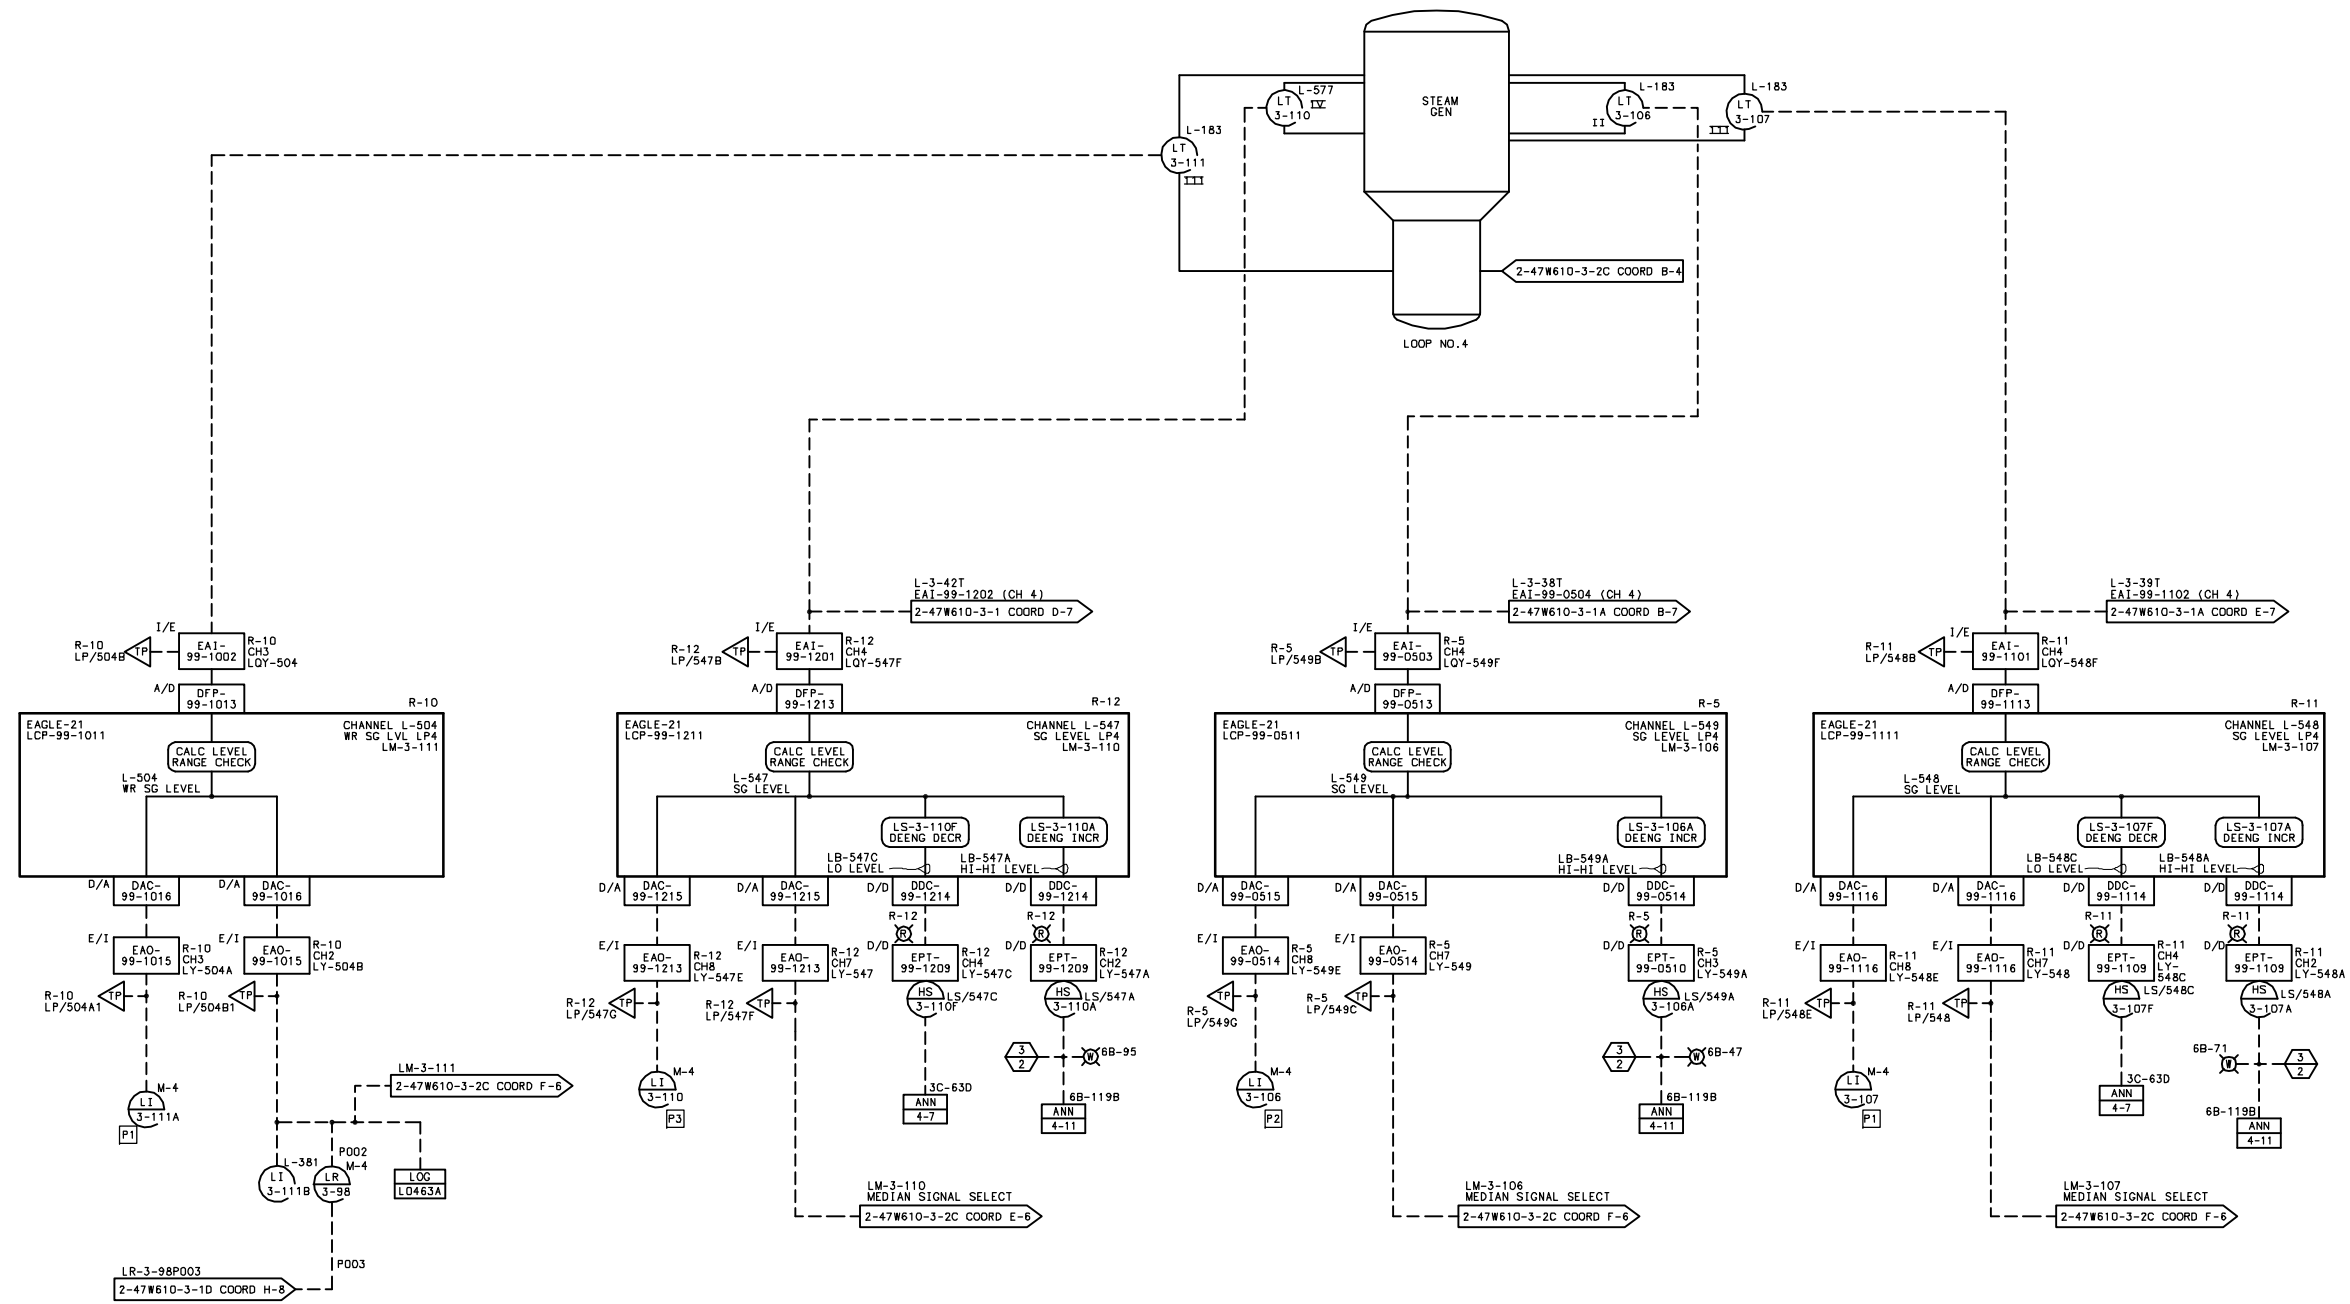 L-183
LT
3-111
III
L-577
LT
IV
3-110
STEAM
GEN
L-183
LT
3-106
II
L-183
LT
3-107
III
2-47W610-3-2C COORD B-4
LOOP NO.4
R-10
LP/504B
TP
I/E
EAI-
99-1002
R-10
CH3
LQY-504
A/D
DFP-
99-1013
R-10
EAGLE-21
LCP-99-1011
CHANNEL L-504
WR SG LVL LP4
LM-3-111
CALC LEVEL
RANGE CHECK
L-504
WR SG LEVEL
D/A
DAC-
99-1016
D/A
DAC-
99-1016
E/I
EAO-
99-1015
R-10
CH3
LY-504A
E/I
EAO-
99-1015
R-10
CH2
LY-504B
R-10
LP/504A1
TP
R-10
LP/504B1
TP
M-4
LI
3-111A
P1
LM-3-111
2-47W610-3-2C COORD F-6
L-381
LI
3-111B
P002
M-4
LR
3-98
LOG
L0463A
P003
LR-3-98P003
2-47W610-3-1D COORD H-8
L-3-42T
EAI-99-1202 (CH 4)
2-47W610-3-1 COORD D-7
R-12
LP/547B
TP
I/E
EAI-
99-1201
R-12
CH4
LQY-547F
A/D
DFP-
99-1213
R-12
EAGLE-21
LCP-99-1211
CHANNEL L-547
SG LEVEL LP4
LM-3-110
CALC LEVEL
RANGE CHECK
L-547
SG LEVEL
LS-3-110F
DEENG DECR
LS-3-110A
DEENG INCR
LB-547C
LO LEVEL
LB-547A
HI-HI LEVEL
D/A
DAC-
99-1215
D/A
DAC-
99-1215
D/D
DDC-
99-1214
D/D
DDC-
99-1214
R-12
R
R-12
R
E/I
EAO-
99-1213
R-12
CH8
LY-547E
E/I
EAO-
99-1213
R-12
CH7
LY-547
D/D
EPT-
99-1209
R-12
CH4
LY-547C
D/D
EPT-
99-1209
R-12
CH2
LY-547A
R-12
LP/547G
TP
R-12
LP/547F
TP
HS
3-110F
LS/547C
HS
3-110A
LS/547A
3
2
W
6B-95
M-4
LI
3-110
P3
3C-63D
ANN
4-7
6B-119B
ANN
4-11
LM-3-110
MEDIAN SIGNAL SELECT
2-47W610-3-2C COORD E-6
L-3-38T
EAI-99-0504 (CH 4)
2-47W610-3-1A COORD B-7
R-5
LP/549B
TP
I/E
EAI-
99-0503
R-5
CH4
LQY-549F
A/D
DFP-
99-0513
R-5
EAGLE-21
LCP-99-0511
CHANNEL L-549
SG LEVEL LP4
LM-3-106
CALC LEVEL
RANGE CHECK
L-549
SG LEVEL
LS-3-106A
DEENG INCR
LB-549A
HI-HI LEVEL
D/A
DAC-
99-0515
D/A
DAC-
99-0515
D/D
DDC-
99-0514
R-5
R
E/I
EAO-
99-0514
R-5
CH8
LY-549E
E/I
EAO-
99-0514
R-5
CH7
LY-549
D/D
EPT-
99-0510
R-5
CH3
LY-549A
R-5
LP/549G
TP
R-5
LP/549C
TP
HS
3-106A
LS/549A
3
2
W
6B-47
M-4
LI
3-106
P2
6B-119B
ANN
4-11
LM-3-106
MEDIAN SIGNAL SELECT
2-47W610-3-2C COORD F-6
L-3-39T
EAI-99-1102 (CH 4)
2-47W610-3-1A COORD E-7
R-11
LP/548B
TP
I/E
EAI-
99-1101
R-11
CH4
LQY-548F
A/D
DFP-
99-1113
R-11
EAGLE-21
LCP-99-1111
CHANNEL L-548
SG LEVEL LP4
LM-3-107
CALC LEVEL
RANGE CHECK
L-548
SG LEVEL
LS-3-107F
DEENG DECR
LS-3-107A
DEENG INCR
LB-548C
LO LEVEL
LB-548A
HI-HI LEVEL
D/A
DAC-
99-1116
D/A
DAC-
99-1116
D/D
DDC-
99-1114
D/D
DDC-
99-1114
R-11
R
R-11
R
E/I
EAO-
99-1116
R-11
CH8
LY-548E
E/I
EAO-
99-1116
R-11
CH7
LY-548
D/D
EPT-
99-1109
R-11
CH4
LY-
548C
D/D
EPT-
99-1109
R-11
CH2
LY-548A
R-11
LP/548E
TP
R-11
LP/548
TP
HS
3-107F
LS/548C
HS
3-107A
LS/548A
6B-71
W
3
2
M-4
LI
3-107
P1
3C-63D
ANN
4-7
6B-119B
ANN
4-11
LM-3-107
MEDIAN SIGNAL SELECT
2-47W610-3-2C COORD F-6